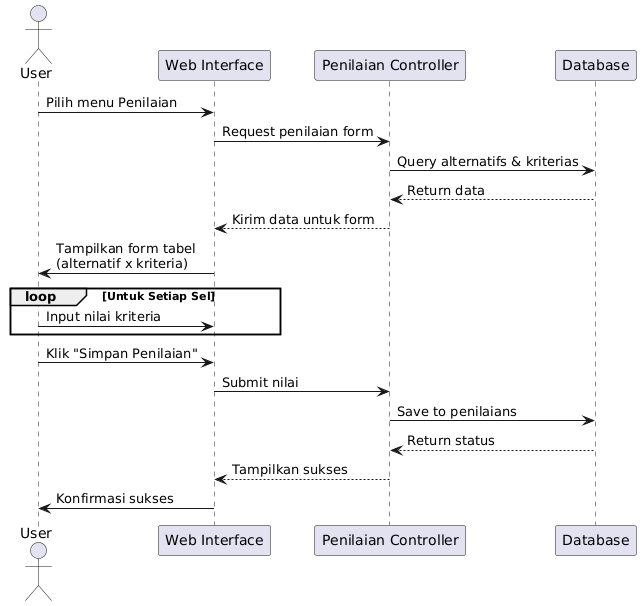 User
Web Interface
Penilaian Controller
Database
Pilih menu Penilaian
Request penilaian form
Query alternatifs & kriterias
Return data
Kirim data untuk form
Tampilkan form tabel
(alternatif x kriteria)
loop
[Untuk Setiap Sel]
Input nilai kriteria
Klik "Simpan Penilaian"
Submit nilai
Save to penilaians
Return status
Tampilkan sukses
Konfirmasi sukses
User
Web Interface
Penilaian Controller
Database